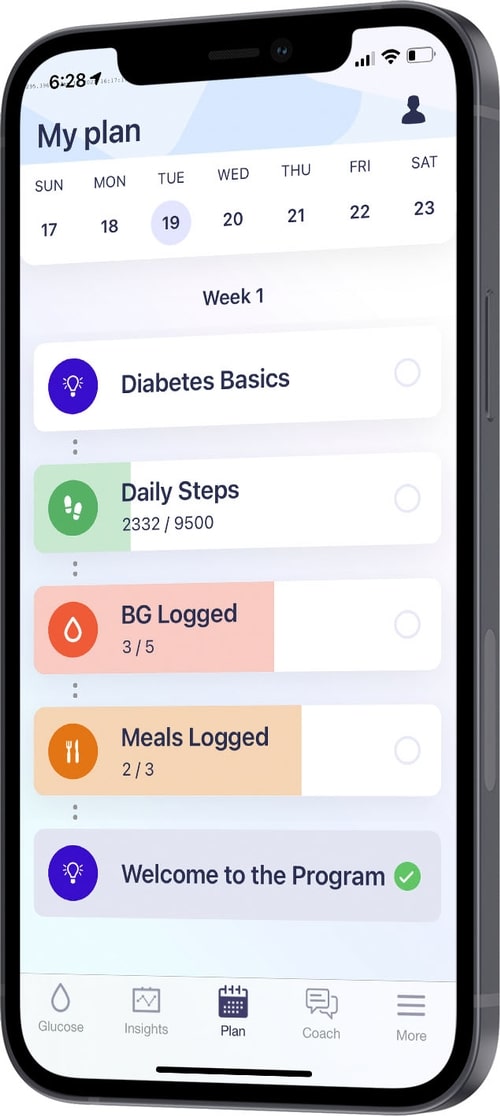 6:28
My plan
SUN MON TUE WED THU FRI SAT
17 18 19 20 21 22 23
Week 1
Diabetes Basics
Daily Steps
2332 / 9500
BG Logged
3 / 5
Meals Logged
2 / 3
Welcome to the Program
Glucose Insights Plan Coach More